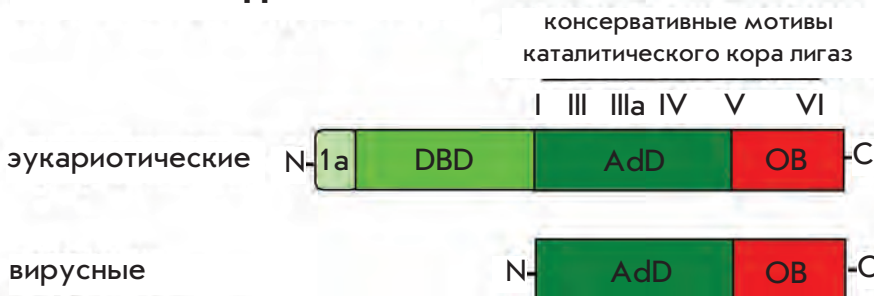 консервативные мотивы
каталитического кора лигаз
I III IIIa IV V VI
эукариотические N- 1a DBD AdD OB -C
вирусные N- AdD OB -C